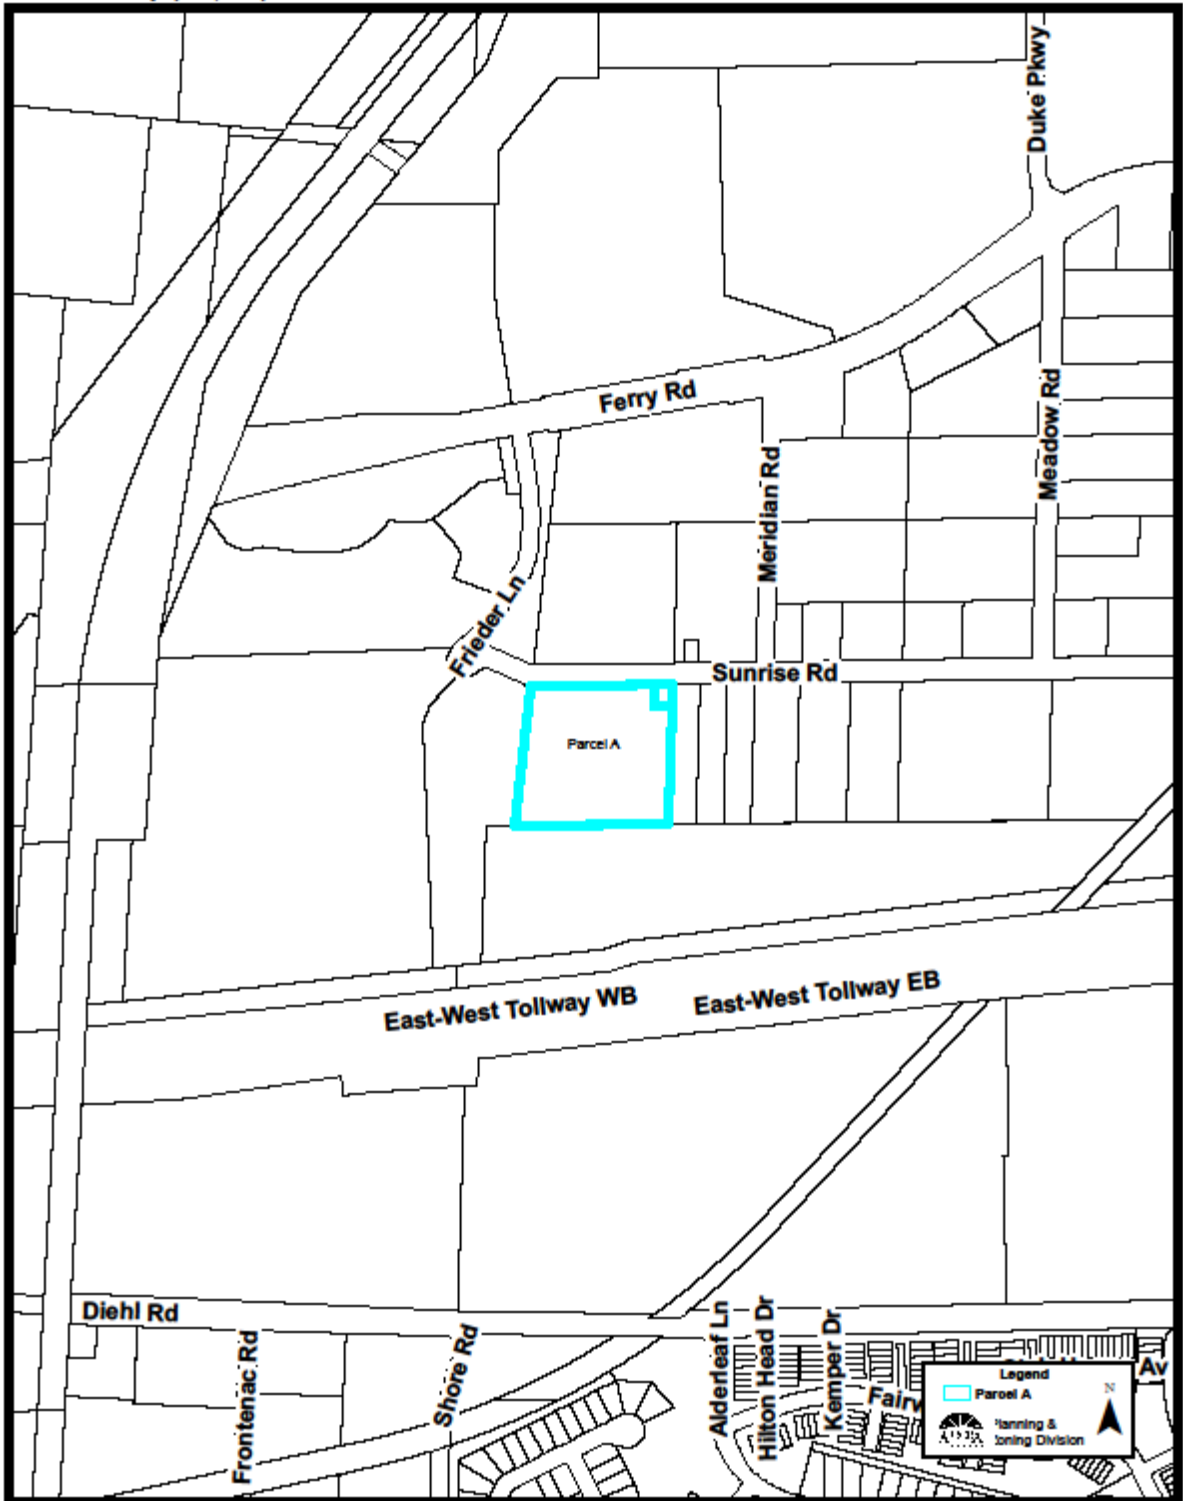 Duke Pkwy
Ferry Rd
Meadow Rd
Meridian Rd
Frieder Ln
Sunrise Rd
Parcel A
East-West Tollway WB
East-West Tollway EB
Diehl Rd
Frontenac Rd
Shore Rd
Alderleaf Ln
Hilton Head Dr
Kemper Dr
Av
Legend
Parcel A
N
Zoning Division